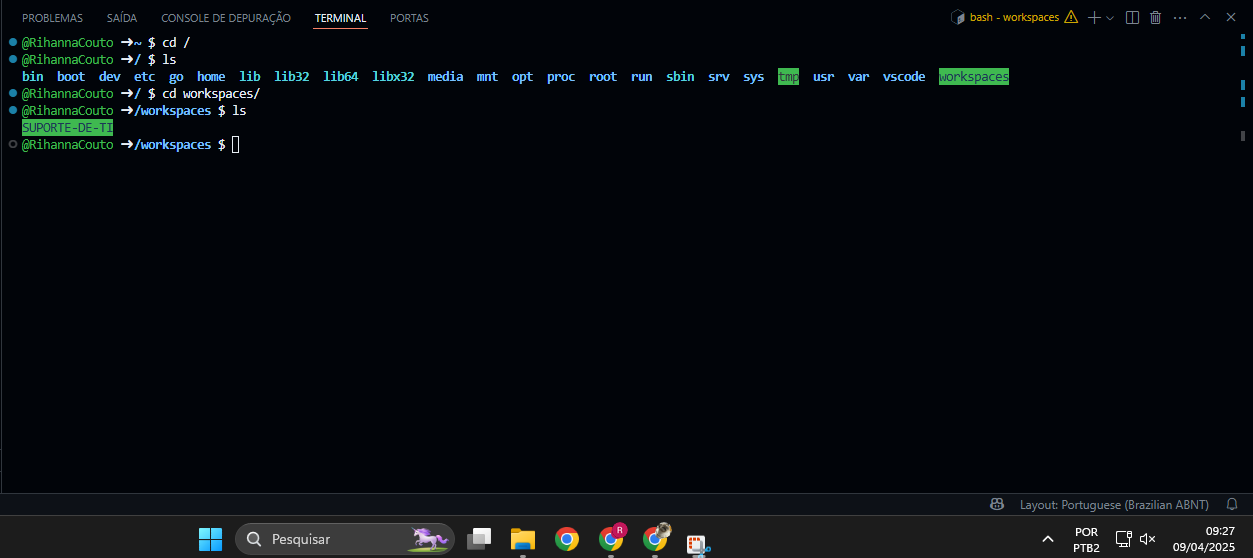 PROBLEMAS SAÍDA CONSOLE DE DEPURAÇÃO TERMINAL PORTAS bash - workspaces
@RihannaCouto ➜~ $ cd /
@RihannaCouto ➜/ $ ls
bin boot dev etc go home lib lib32 lib64 libx32 media mnt opt proc root run sbin srv sys tmp usr var vscode workspaces
@RihannaCouto ➜/ $ cd workspaces/
@RihannaCouto ➜/workspaces $ ls
SUPORTE-DE-TI
@RihannaCouto ➜/workspaces $
Layout: Portuguese (Brazilian ABNT)
Pesquisar
R
POR
PTB2
09:27
09/04/2025